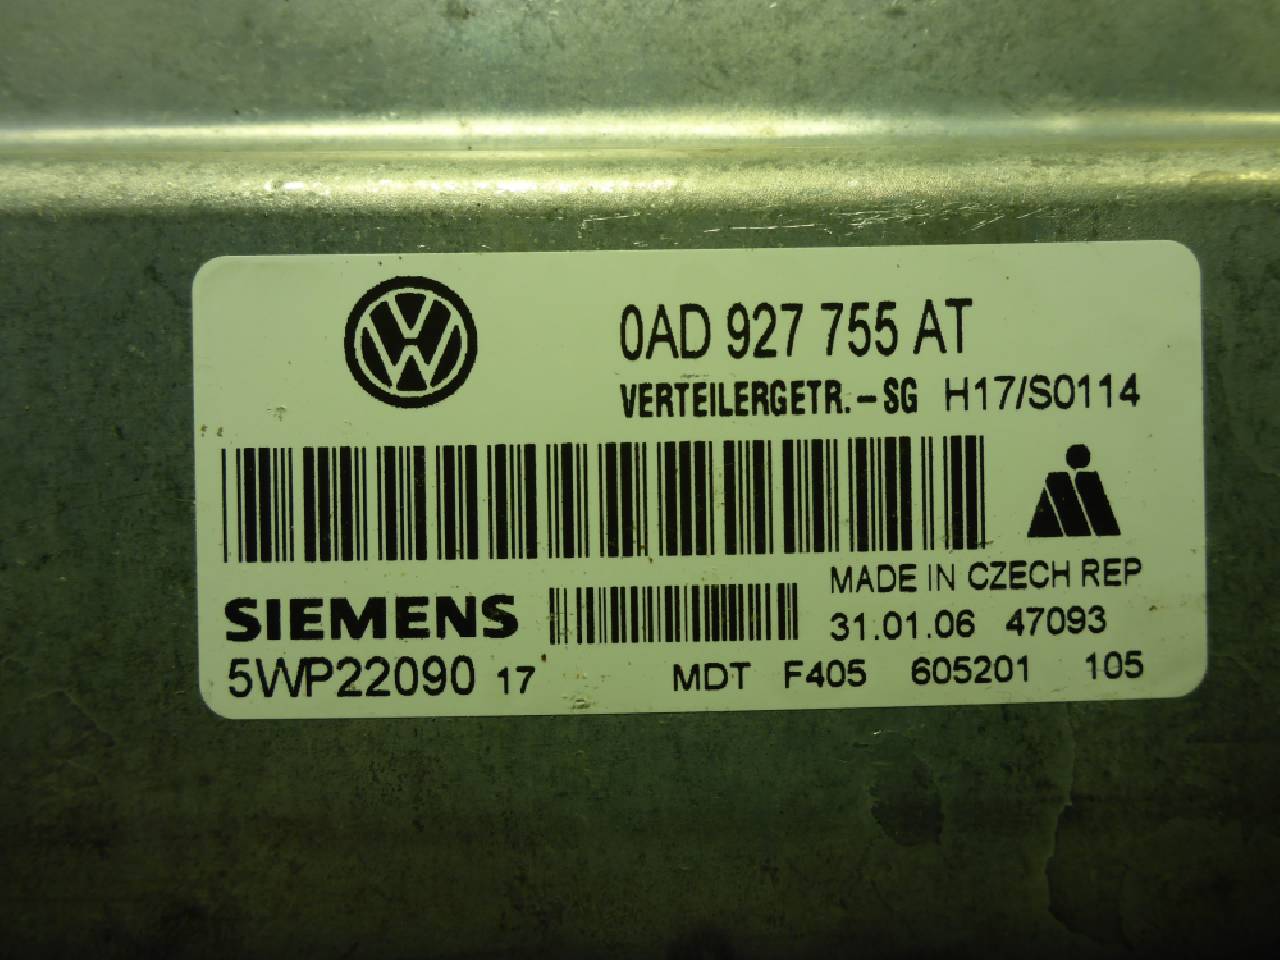 0AD 927 755 AT
VERTEILERGETR.-SG H17/S0114
MADE IN CZECH REP
SIEMENS
31.01.06 47093
5WP22090 17 MDT F405 605201 105